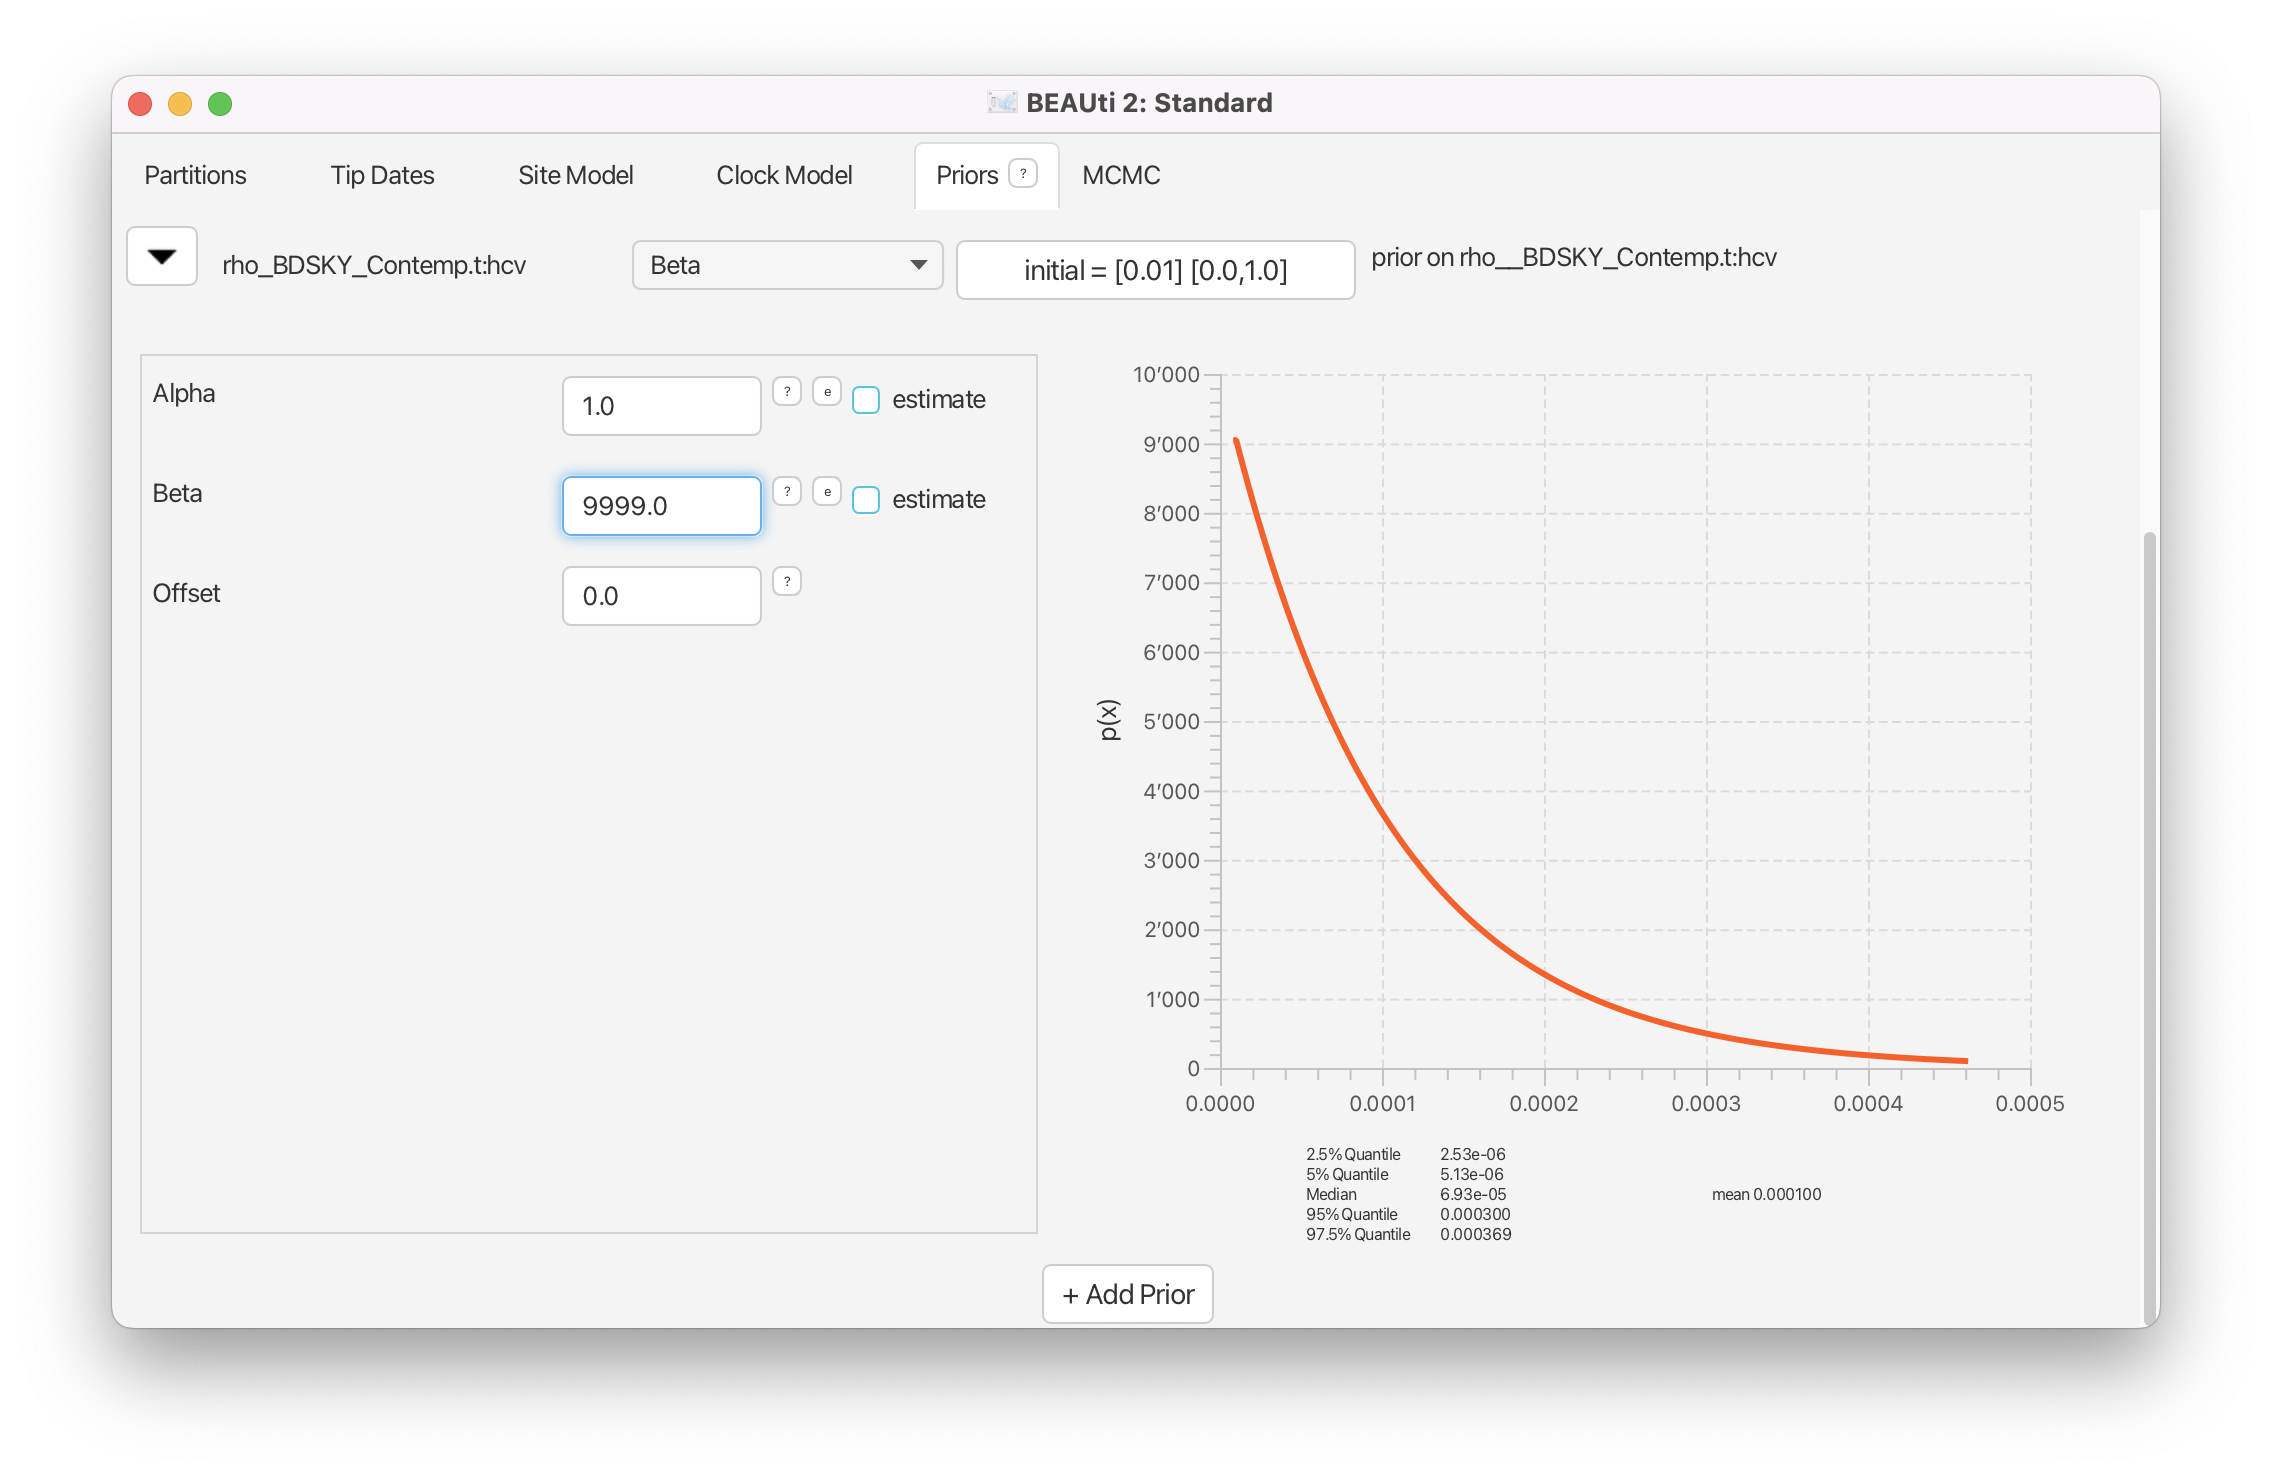 BEAUti 2: Standard
Partitions Tip Dates Site Model Clock Model Priors ? MCMC
rho_BDSKY_Contemp.t:hcv Beta initial = [0.01] [0.0,1.0] prior on rho__BDSKY_Contemp.t:hcv
Alpha 1.0 ? e estimate
Beta 9999.0 ? e estimate
Offset 0.0 ?
p(x)
10'000
9'000
8'000
7'000
6'000
5'000
4'000
3'000
2'000
1'000
0
0.0000 0.0001 0.0002 0.0003 0.0004 0.0005
2.5% Quantile 2.53e-06
5% Quantile 5.13e-06
Median 6.93e-05 mean 0.000100
95% Quantile 0.000300
97.5% Quantile 0.000369
+ Add Prior